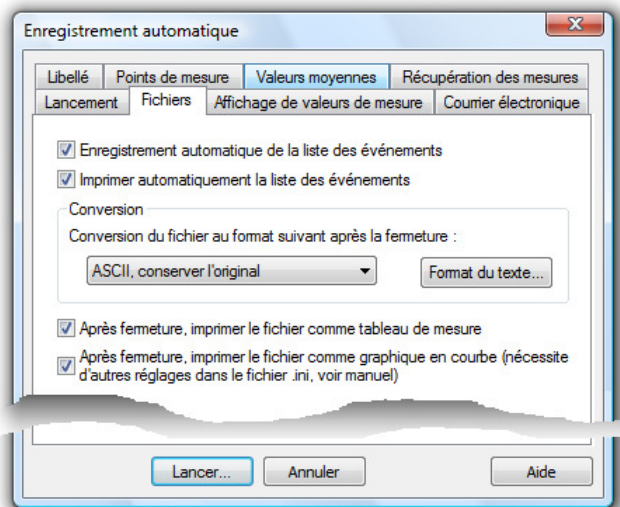 Enregistrement automatique
Libellé
Points de mesure
Valeurs moyennes
Récupération des mesures
Lancement
Fichiers
Affichage de valeurs de mesure
Courrier électronique
Enregistrement automatique de la liste des événements
Imprimer automatiquement la liste des événements
Conversion
Conversion du fichier au format suivant après la fermeture :
ASCII, conserver l'original
Format du texte...
Après fermeture, imprimer le fichier comme tableau de mesure
Après fermeture, imprimer le fichier comme graphique en courbe (nécessite
d'autres réglages dans le fichier .ini, voir manuel)
Lancer...
Annuler
Aide